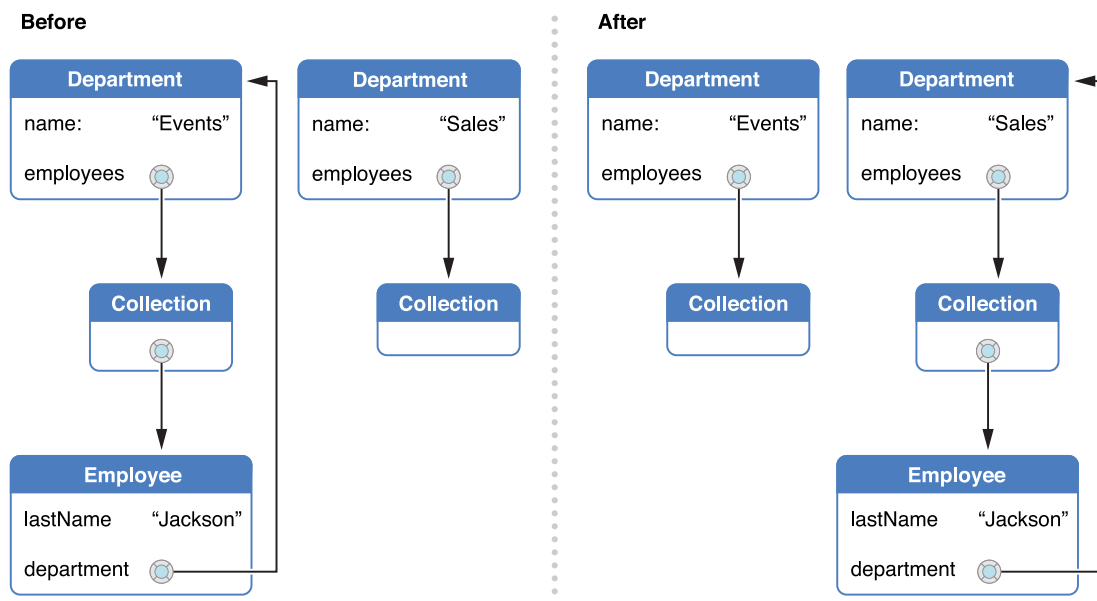 Before
Department
name: “Events”
employees
Department
name: “Sales”
employees
Collection
Collection
Employee
lastName “Jackson”
department
After
Department
name: “Events”
employees
Department
name: “Sales”
employees
Collection
Collection
Employee
lastName “Jackson”
department